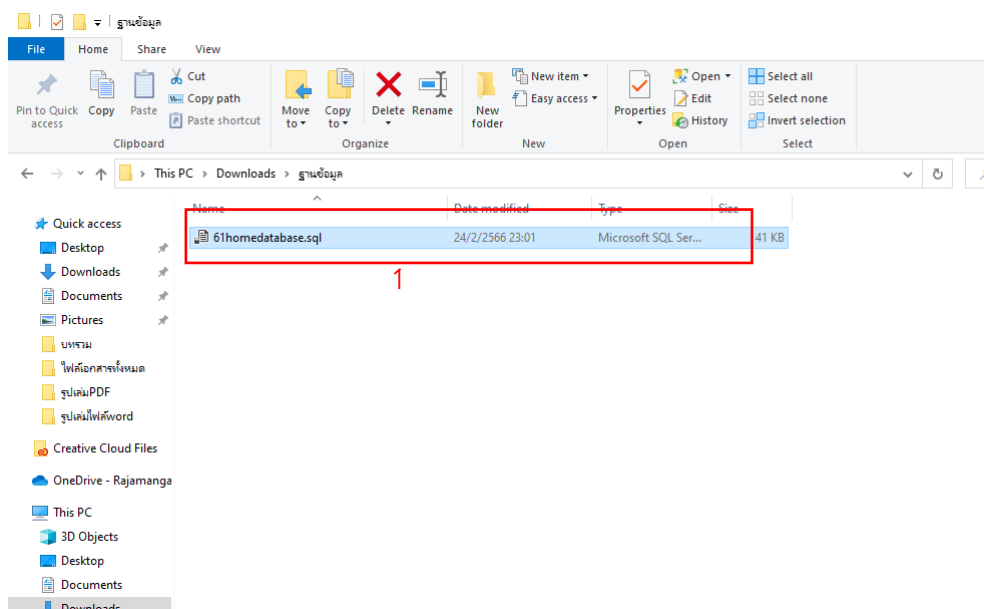 ฐานข้อมูล
File Home Share View
Pin to Quick access
Copy
Paste
Cut
Copy path
Paste shortcut
Clipboard
Move to
Copy to
Delete
Rename
Organize
New folder
New item
Easy access
New
Properties
Open
Edit
History
Open
Select all
Select none
Invert selection
Select
This PC > Downloads > ฐานข้อมูล
Name Date modified Type Size
61homedatabase.sql 24/2/2566 23:01 Microsoft SQL Ser... 41 KB
1
Quick access
Desktop
Downloads
Documents
Pictures
บทรวม
ไฟล์เอกสารทั้งหมด
รูปเล่มPDF
รูปเล่มไฟล์word
Creative Cloud Files
OneDrive - Rajamanga
This PC
3D Objects
Desktop
Documents
Downloads